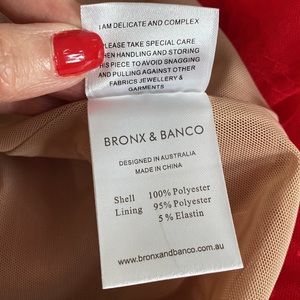 I AM DELICATE AND COMPLEX
PLEASE TAKE SPECIAL CARE
WHEN HANDLING AND STORING
THIS PIECE TO AVOID SNAGGING
AND PULLING AGAINST OTHER
FABRICS JEWELLERY &
GARMENTS
BRONX & BANCO
DESIGNED IN AUSTRALIA
MADE IN CHINA
Shell 100% Polyester
Lining 95% Polyester
5 % Elastin
www.bronxandbanco.com.au